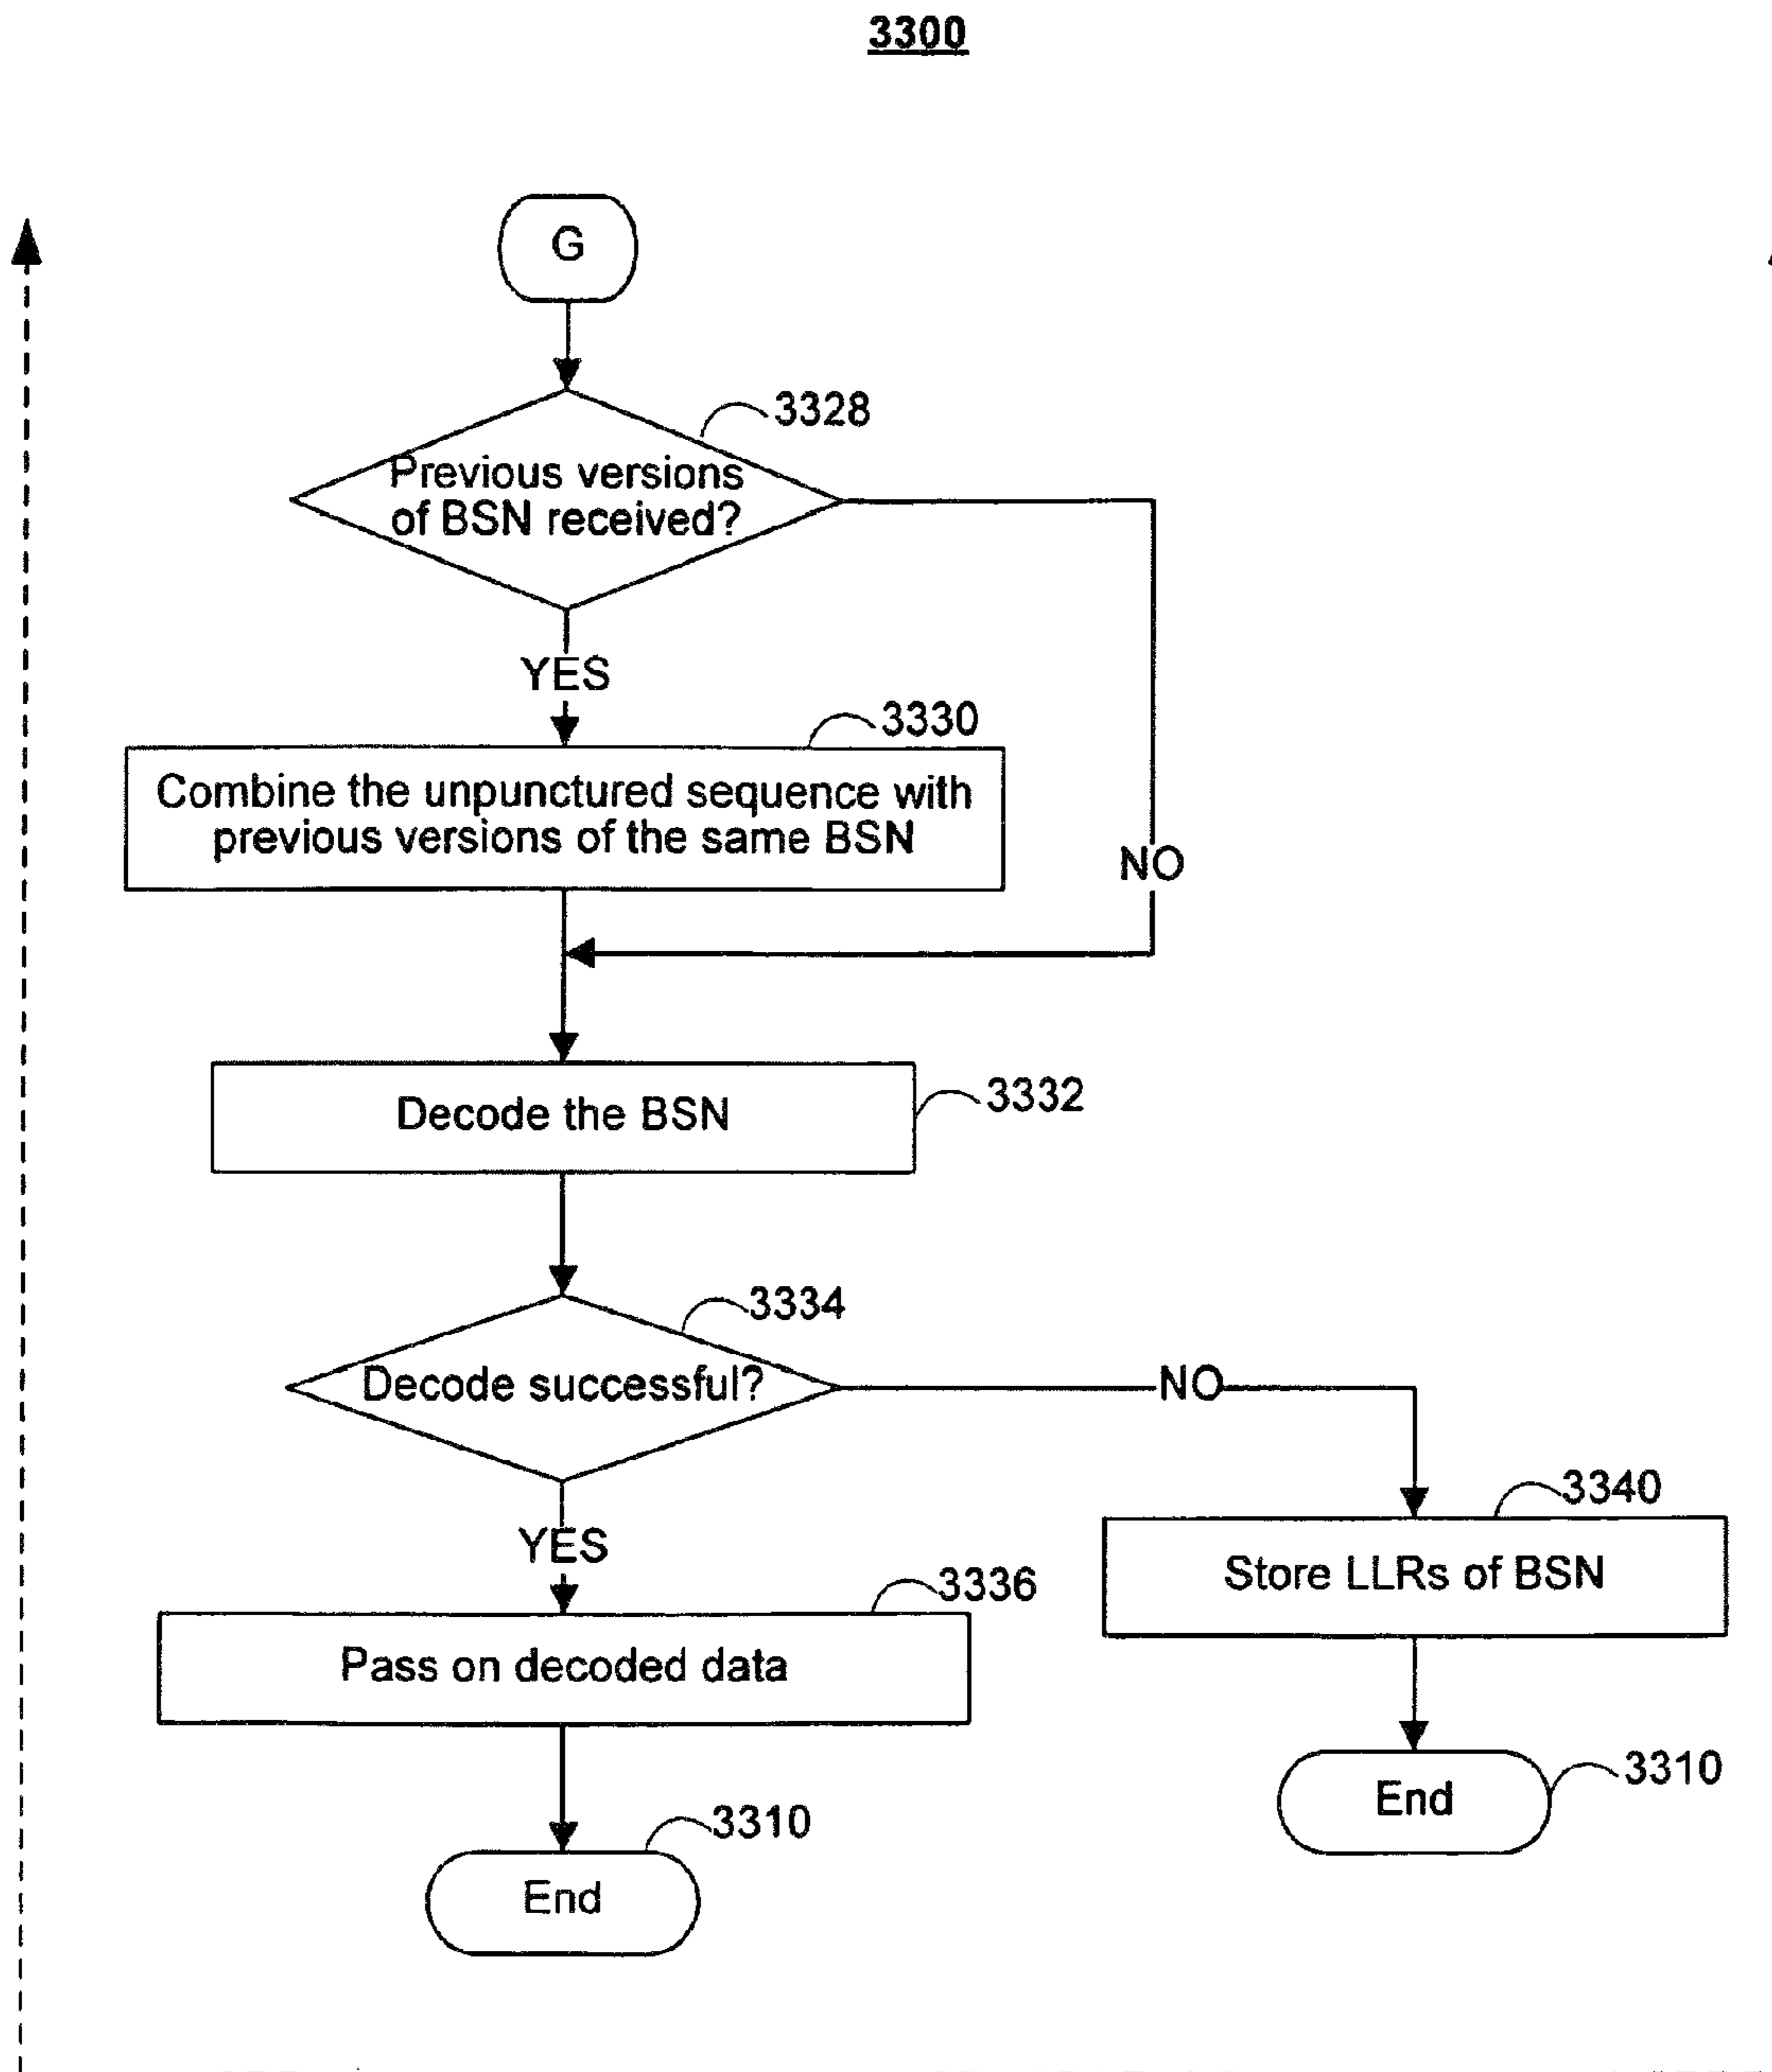 3300
G
3328
Previous versions
of BSN received?
YES
3330
Combine the unpunctured sequence with
previous versions of the same BSN
NO
Decode the BSN
3332
3334
Decode successful?
NO
YES
3340
Store LLRs of BSN
3336
Pass on decoded data
3310
End
3310
End